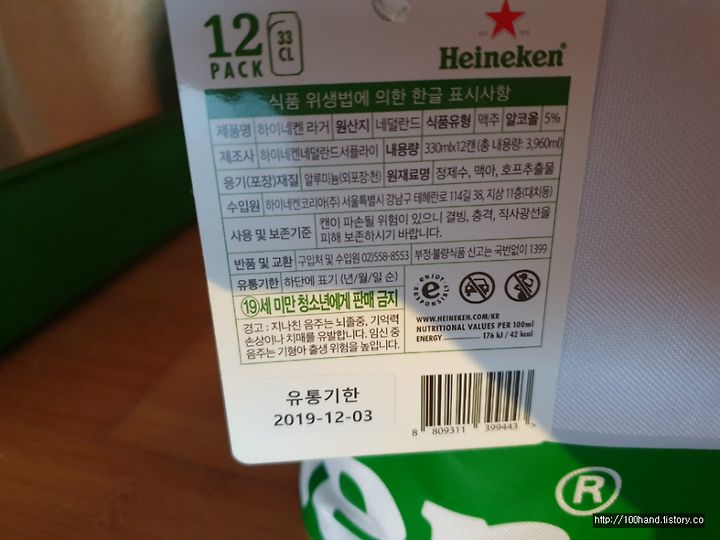 12
PACK
33
CL
Heineken®
식품 위생법에 의한 한글 표시사항
제품명 하이네켄 라거 원산지 네덜란드 식품유형 맥주 알코올 5%
제조사 하이네켄네덜란드서플라이 내용량 330mlx12캔(총 내용량: 3,960ml)
용기(포장)재질 알루미늄(외포장:천) 원재료명 정제수, 맥아, 호프추출물
수입원 하이네켄코리아(주) 서울특별시 강남구 테헤란로 114길 38, 지상 11층(대치동)
사용 및 보존기준 캔이 파손될 위험이 있으니 결빙, 충격, 직사광선을
피해 보존하시기 바랍니다.
반품 및 교환 구입처 및 수입원 02)558-8553 부정·불량식품 신고는 국번없이 1399
유통기한 하단에 표기 (년/월/일 순)
19세 미만 청소년에게 판매 금지
경고 : 지나친 음주는 뇌졸중, 기억력
손상이나 치매를 유발합니다. 임신 중
음주는 기형아 출생 위험을 높입니다.
enjoy
e
responsibly
WWW.HEINEKEN.COM/KR
NUTRITIONAL VALUES PER 100ml
ENERGY 176 kJ / 42 kcal
유통기한
2019-12-03
8 809311 399443 >
e
®
http://100hand.tistory.co